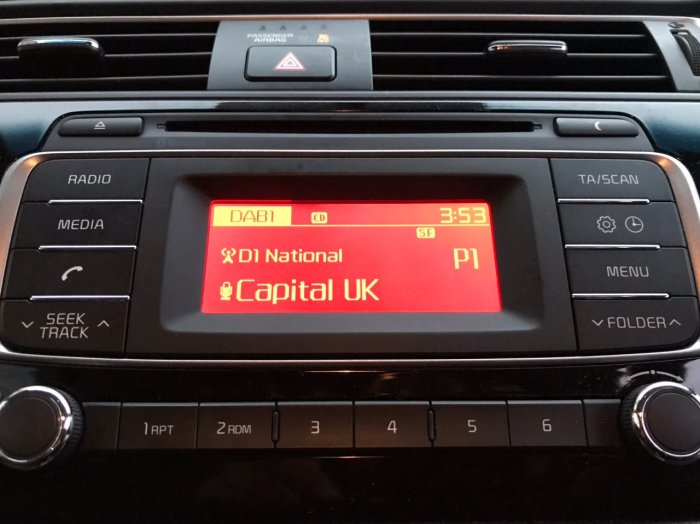 PASSENGER
AIRBAG
RADIO
MEDIA
SEEK
TRACK
DAB1 CD 3:53
SF
D1 National P1
Capital UK
TA/SCAN
MENU
FOLDER
1 RPT 2 RDM 3 4 5 6